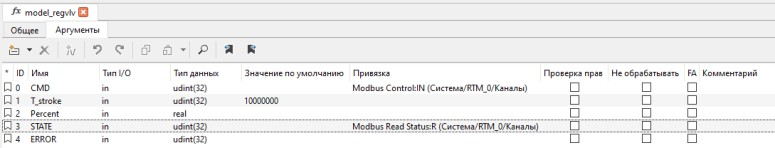 fx model_regvlv
Общее Аргументы
* ID Имя Тип I/O Тип данных Значение по умолчанию Привязка Проверка прав Не обрабатывать FA Комментарий
0 CMD in udint(32) Modbus Control:IN (Система/RTM_0/Каналы)
1 T_stroke in udint(32) 10000000
2 Percent in real
3 STATE in udint(32) Modbus Read Status:R (Система/RTM_0/Каналы)
4 ERROR in udint(32)